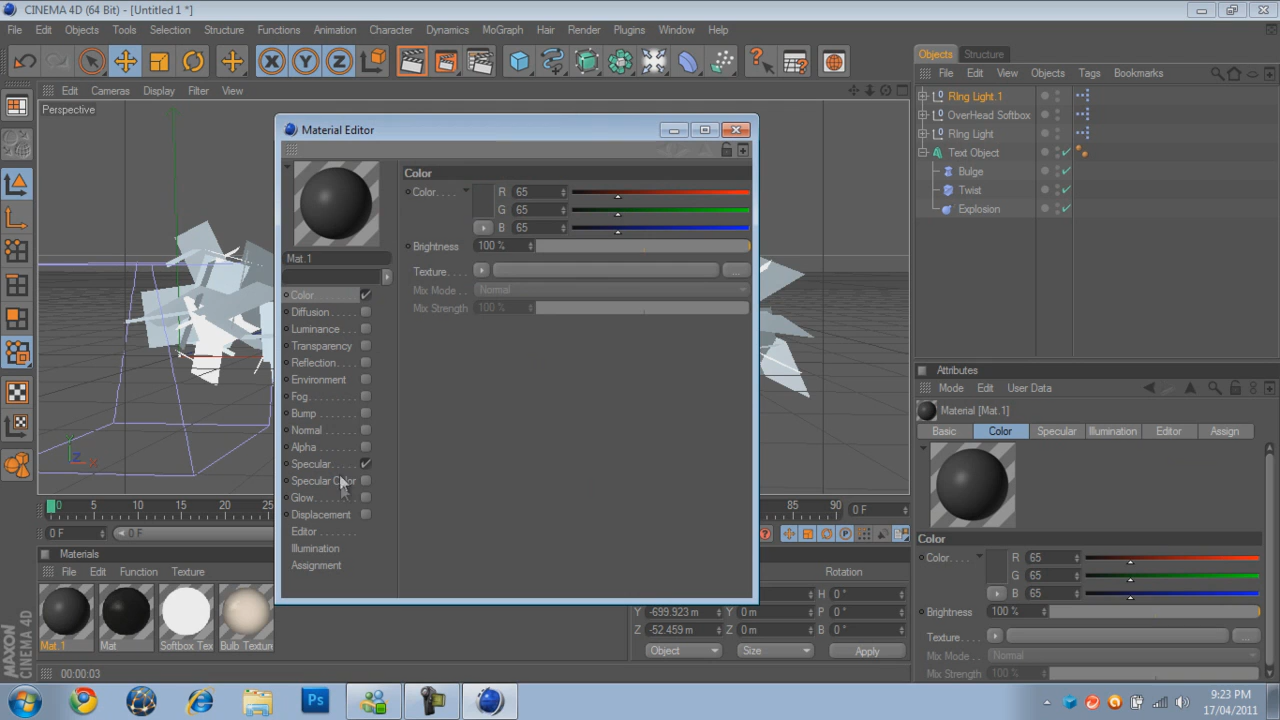 CINEMA 4D (64 Bit) - [Untitled 1 *]
File Edit Objects Tools Selection Structure Functions Animation Character Dynamics MoGraph Hair Render Plugins Window Help
X Y Z
Objects Structure
File Edit View Objects Tags Bookmarks
Edit Cameras Display Filter View
Perspective
RIng Light.1
OverHead Softbox
RIng Light
Text Object
Bulge
Twist
Explosion
Material Editor
Color
Color R 65
G 65
B 65
Brightness 100 %
Texture
Mix Mode Normal
Mix Strength 100 %
Mat.1
Color
Diffusion
Luminance
Transparency
Reflection
Environment
Fog
Bump
Normal
Alpha
Specular
Specular Color
Glow
Displacement
Editor
Illumination
Assignment
Attributes
Mode Edit User Data
Material [Mat.1]
Basic Color Specular Illumination Editor Assign
Color
Color R 65
G 65
B 65
Brightness 100 %
Texture
Mix Mode Normal
Mix Strength 100 %
0 5 10 15 20 25 85 90
0 F
0 F 0 F
Materials
File Edit Function Texture
Mat.1 Mat Softbox Tex Bulb Texture
Rotation
H 0 °
Y -699.923 m Y 0 m P 0 °
Z -52.459 m Z 0 m B 0 °
Object Size Apply
MAXON
CINEMA 4D
00:00:03
Ps
9:23 PM
17/04/2011